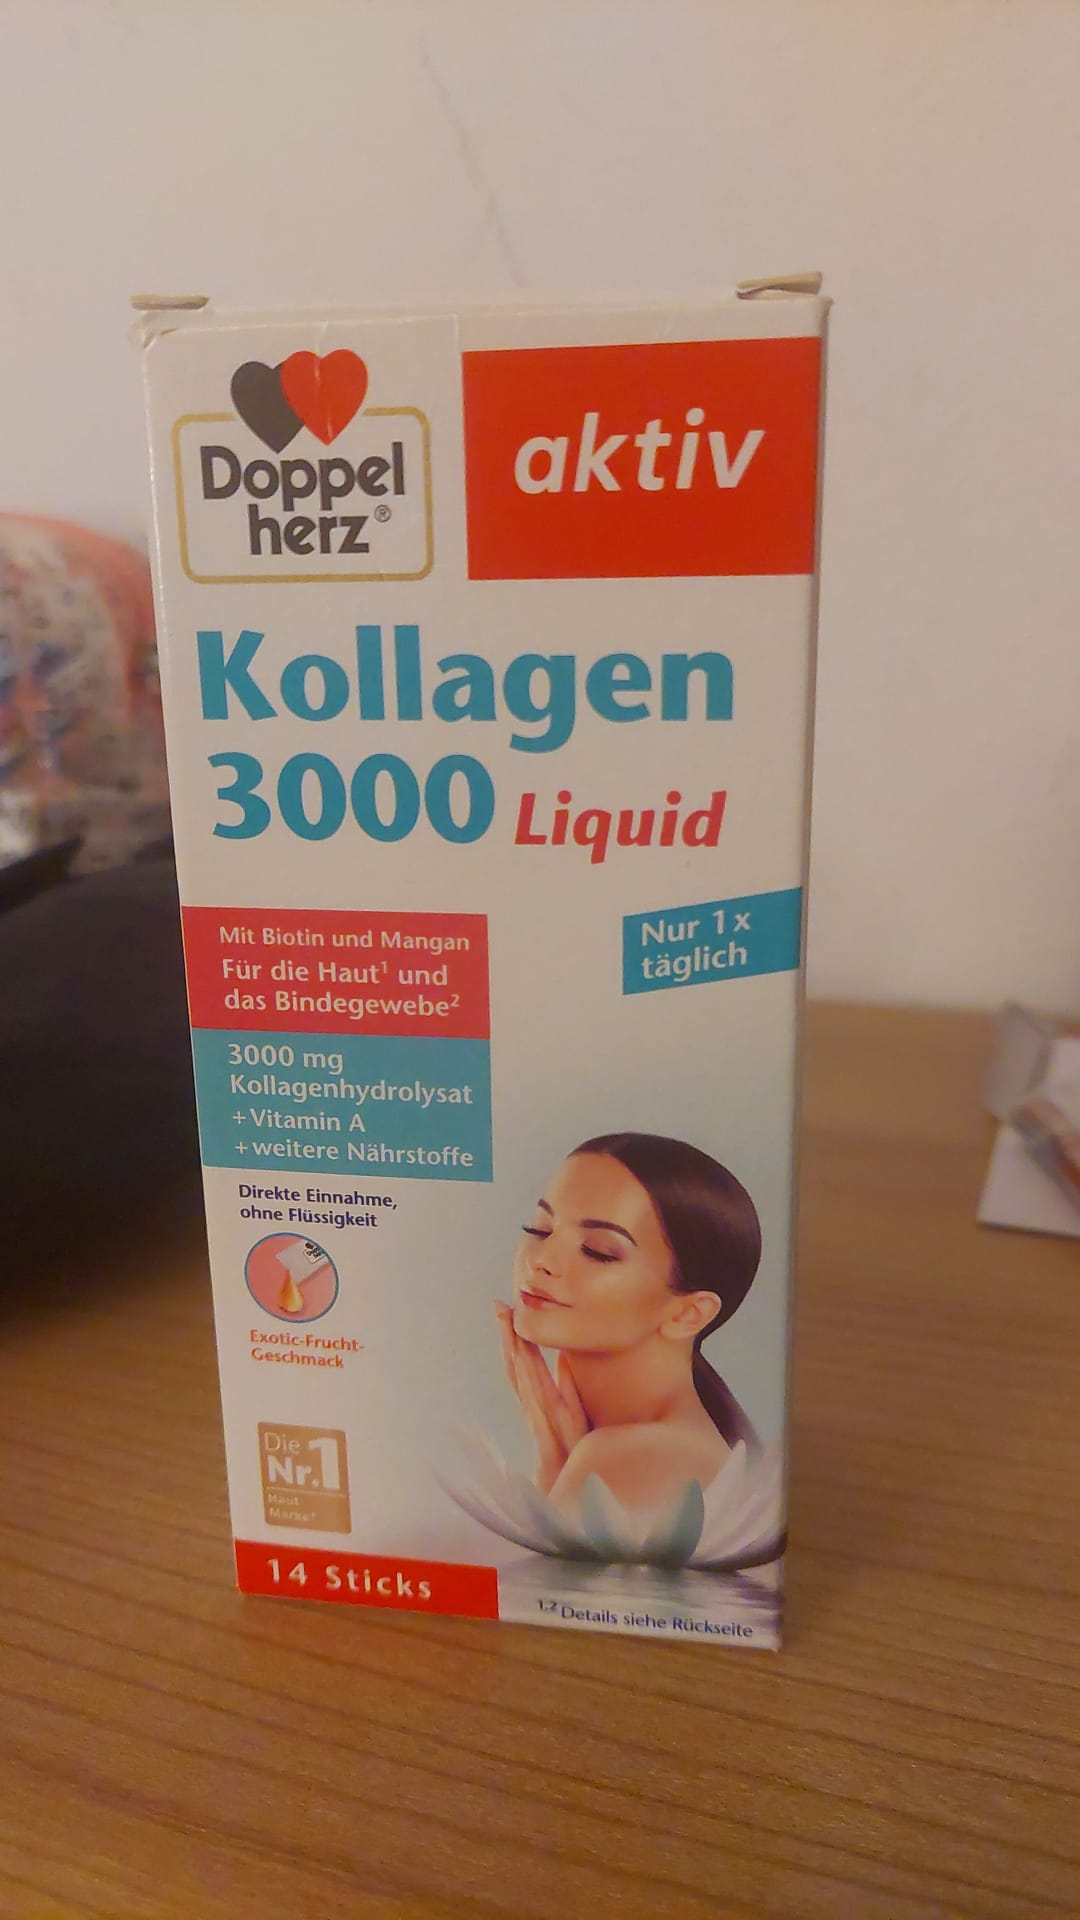 Doppel
herz®
aktiv
Kollagen
3000 Liquid
Mit Biotin und Mangan
Für die Haut¹ und
das Bindegewebe²
Nur 1x
täglich
3000 mg
Kollagenhydrolysat
+Vitamin A
+weitere Nährstoffe
Direkte Einnahme,
ohne Flüssigkeit
Exotic-Frucht-
Geschmack
Die
Nr.1
Haut
Marke*
14 Sticks
1,2 Details siehe Rückseite